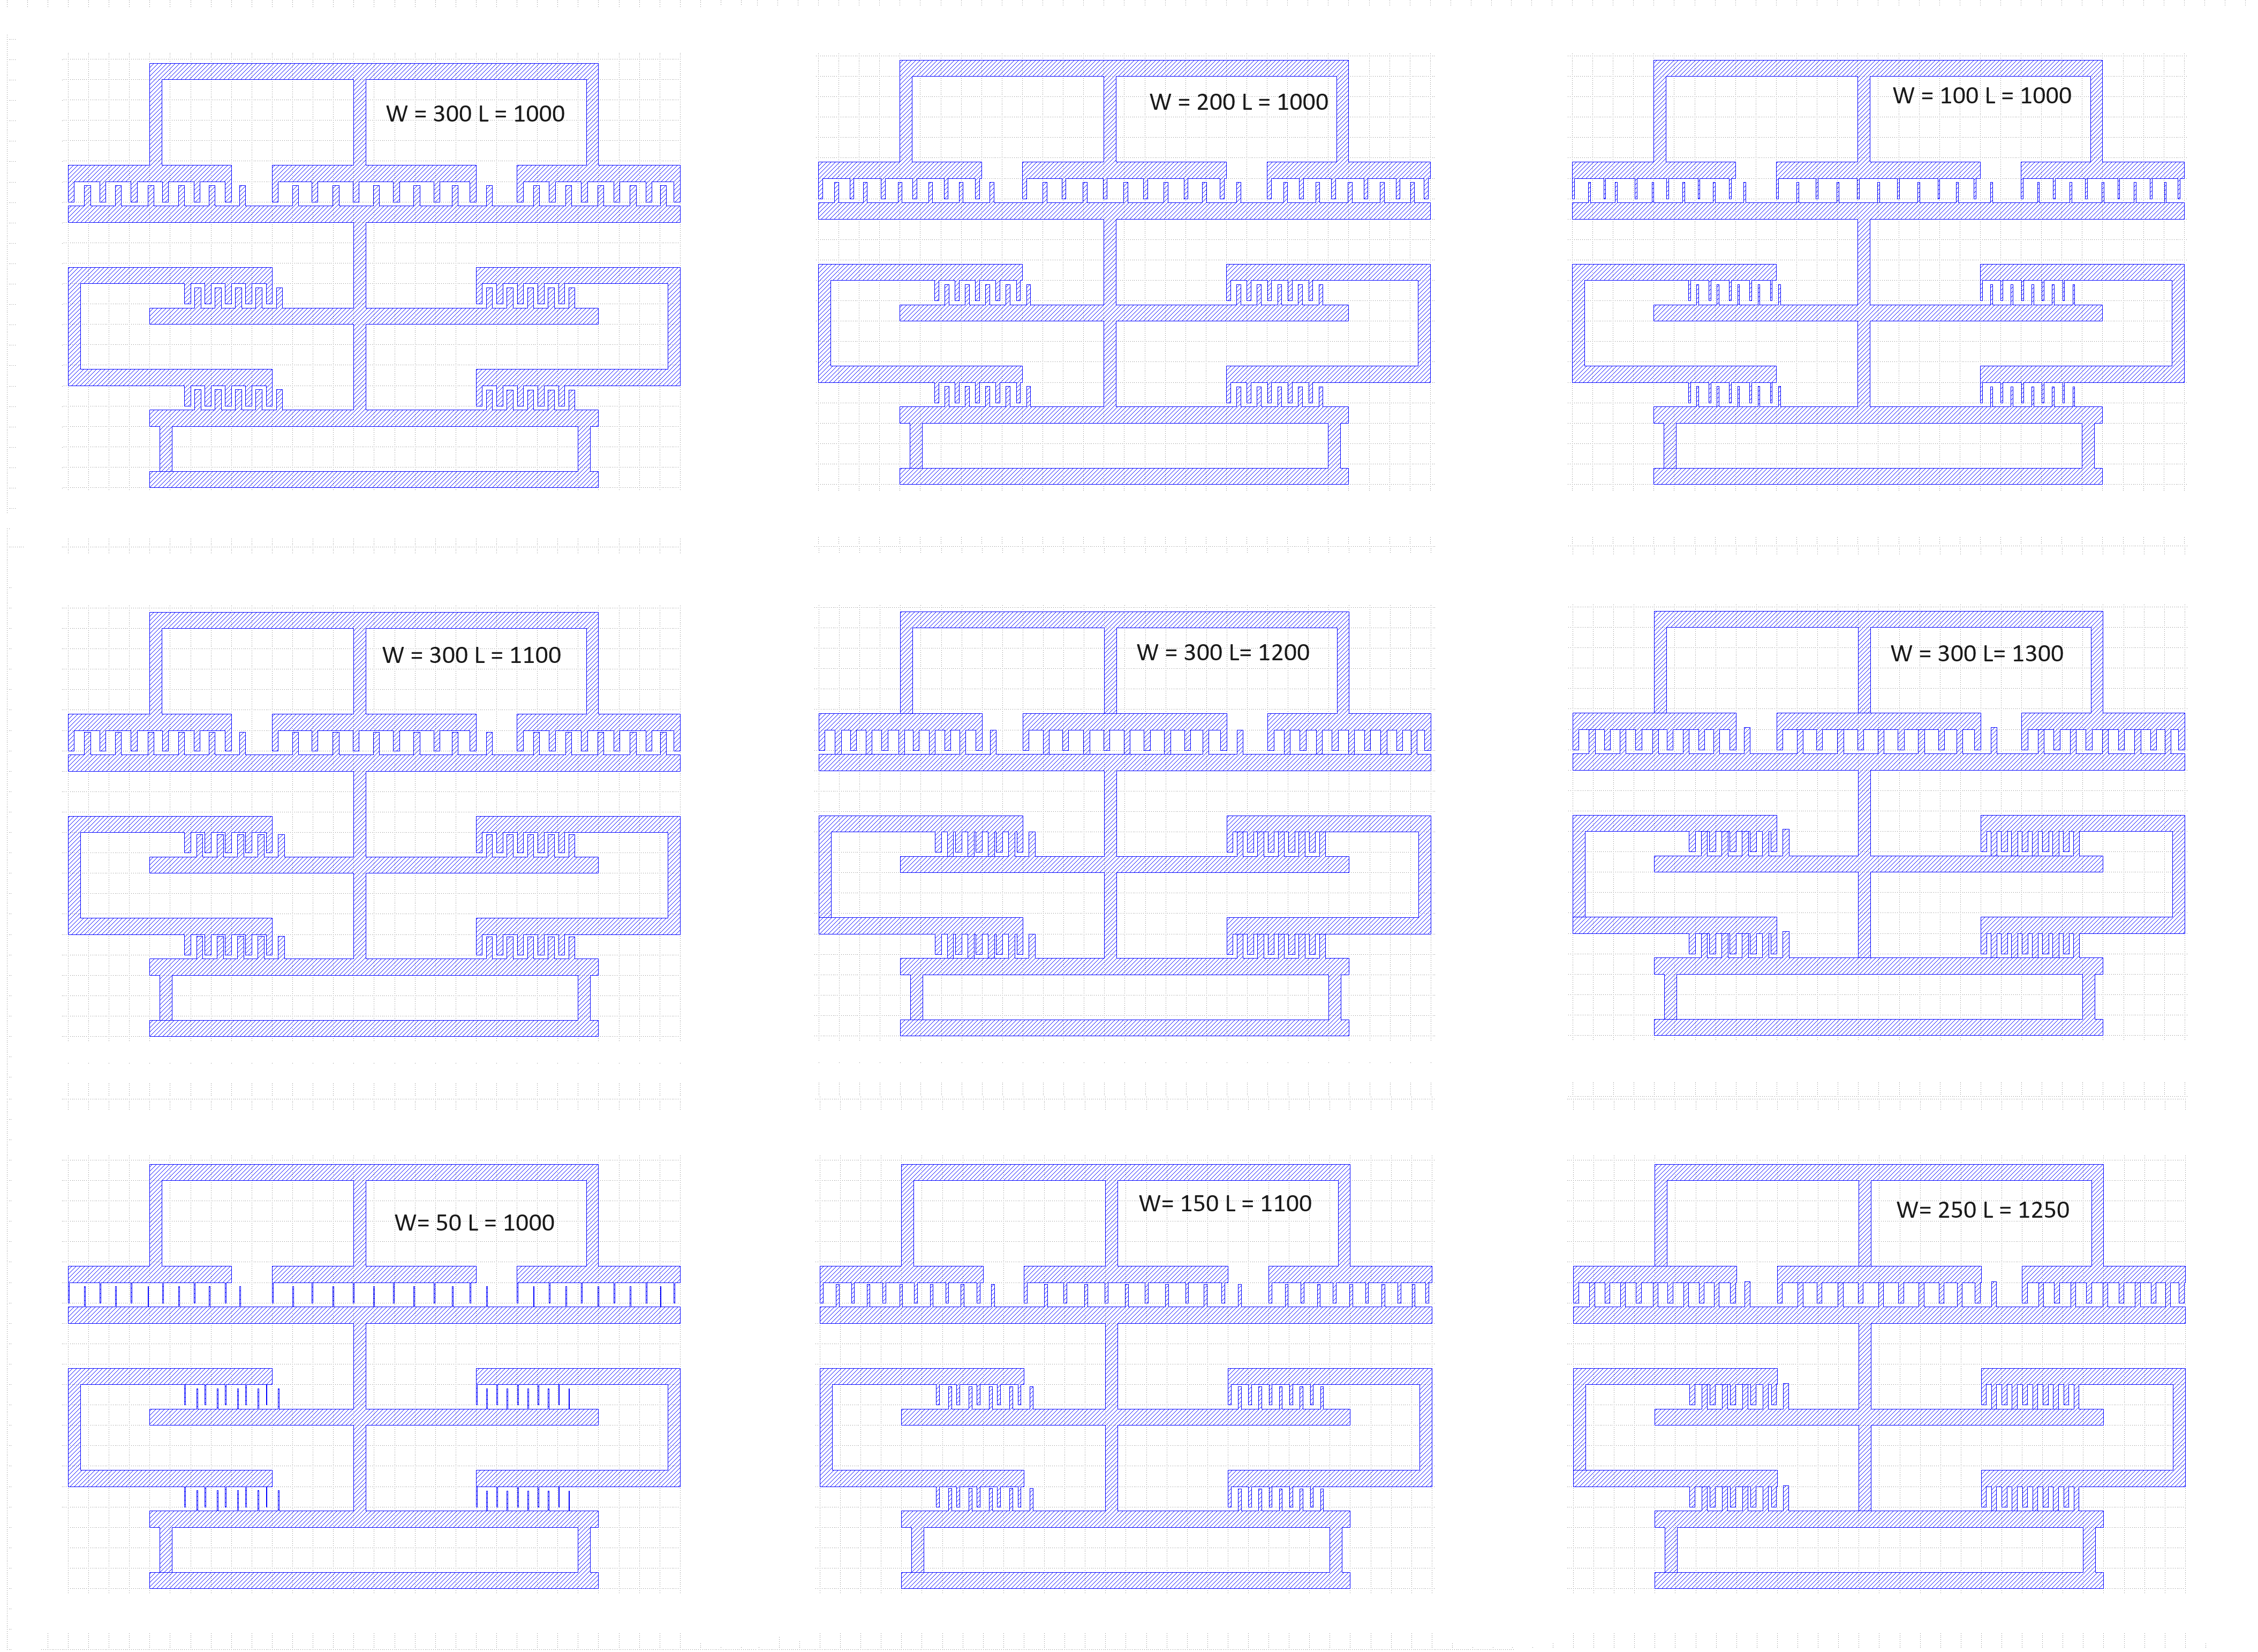 W = 300 L = 1000
W = 200 L = 1000
W = 100 L = 1000
W = 300 L = 1100
W = 300 L= 1200
W = 300 L= 1300
W= 50 L = 1000
W= 150 L = 1100
W= 250 L = 1250